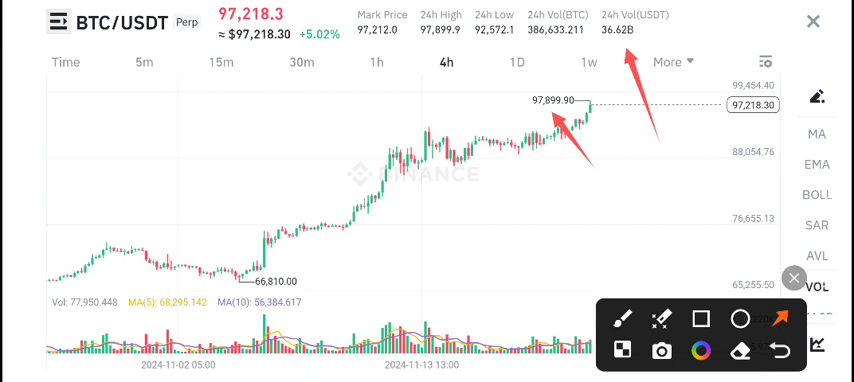 BTC/USDT Perp
97,218.3
≈ $97,218.30 +5.02%
Mark Price 24h High 24h Low 24h Vol(BTC) 24h Vol(USDT)
97,212.0 97,899.9 92,572.1 386,633.211 36.62B
Time 5m 15m 30m 1h 4h 1D 1w More
99,454.40
97,899.90
97,218.30
MA
88,054.76
EMA
BINANCE
BOLL
76,655.13
SAR
AVL
66,810.00
65,255.50
VOL
Vol: 77,950.448 MA(5): 68,295.142 MA(10): 56,384.617
2024-11-02 05:00 2024-11-13 13:00